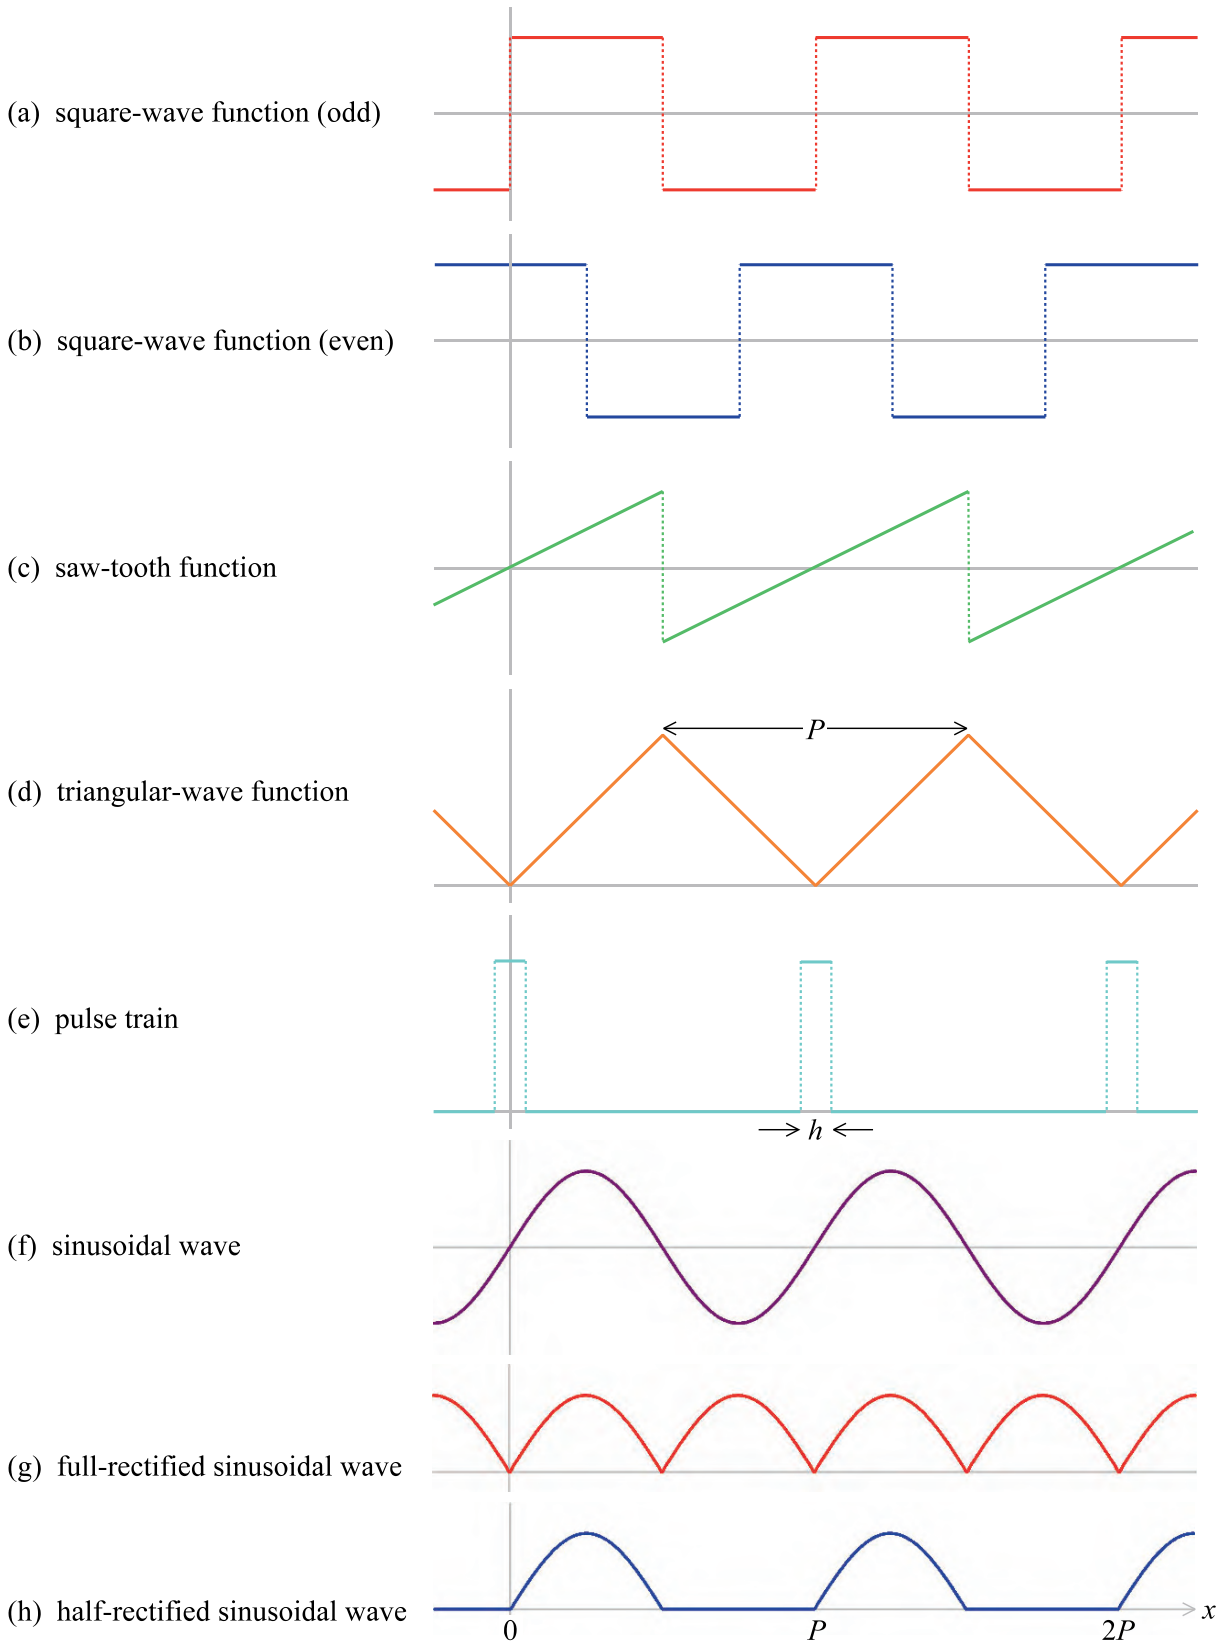 (a) square-wave function (odd)
(b) square-wave function (even)
(c) saw-tooth function
P
(d) triangular-wave function
(e) pulse train
h
(f) sinusoidal wave
(g) full-rectified sinusoidal wave
(h) half-rectified sinusoidal wave
x
0 P 2P